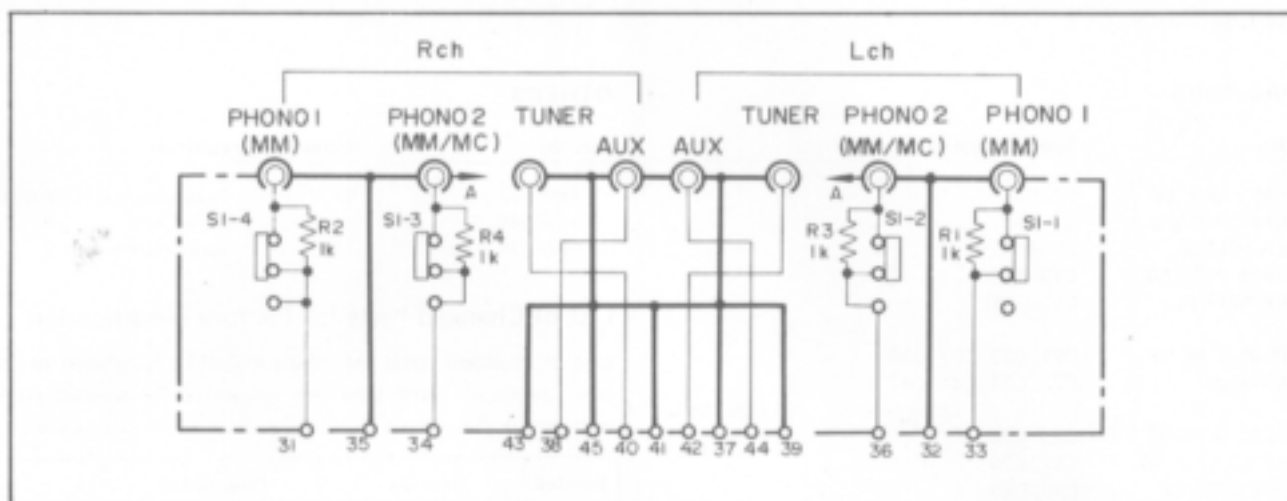 Rch Lch
PHONO 1 PHONO 2 TUNER TUNER PHONO 2 PHONO 1
(MM) (MM/MC) AUX AUX (MM/MC) (MM)
A A
S1-4 R2 1k S1-3 R4 1k R3 1k S1-2 R1 1k S1-1
31 35 34 43 38 45 40 41 42 37 44 39 36 32 33